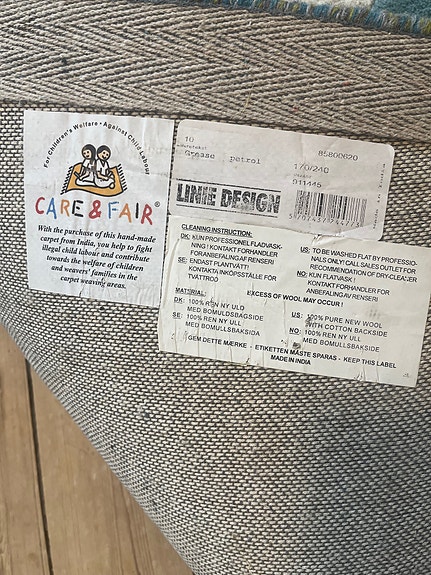 For Children's Welfare • Against Child Labour
CARE & FAIR®
With the purchase of this hand-made
carpet from India, you help to fight
illegal child labour and contribute
towards the welfare of children
and weavers' families in the
carpet weaving areas.
10
85800620
Grease petrol
170/240
911445
LINIE DESIGN
CLEANING INSTRUCTION:
DK: KUN PROFESSIONEL FLADVASK-
NING! KONTAKT FORHANDLER
FOR ANBEFALING AF RENSERI
SE: ENDAST PLANTVÄTT!
KONTAKTA INKÖPSSTÄLLE FÖR
TVÄTTROO
US: TO BE WASHED FLAT BY PROFESSIO-
NALS ONLY CALL SALES OUTLET FOR
RECOMMENDATION OF DRYCLEAZER
NO: KUN FLATVASK!
KONTAKT FORHANDLER FOR
ANBEFALING AV RENSERI
MATERIAL:
EXCESS OF WOOL MAY OCCUR!
DK: 100% REN NY ULD
MED BOMULDSBAGSIDE
SE: 100% REN NY ULL
MED BOMULLSBAKSIDA
US: 100% PURE NEW WOOL
WITH COTTON BACKSIDE
NO: 100% REN NY ULL
MED BOMULLSBAKSIDE
GEM DETTE MÆRKE - ETIKETTEN MÅSTE SPARAS - KEEP THIS LABEL
MADE IN INDIA